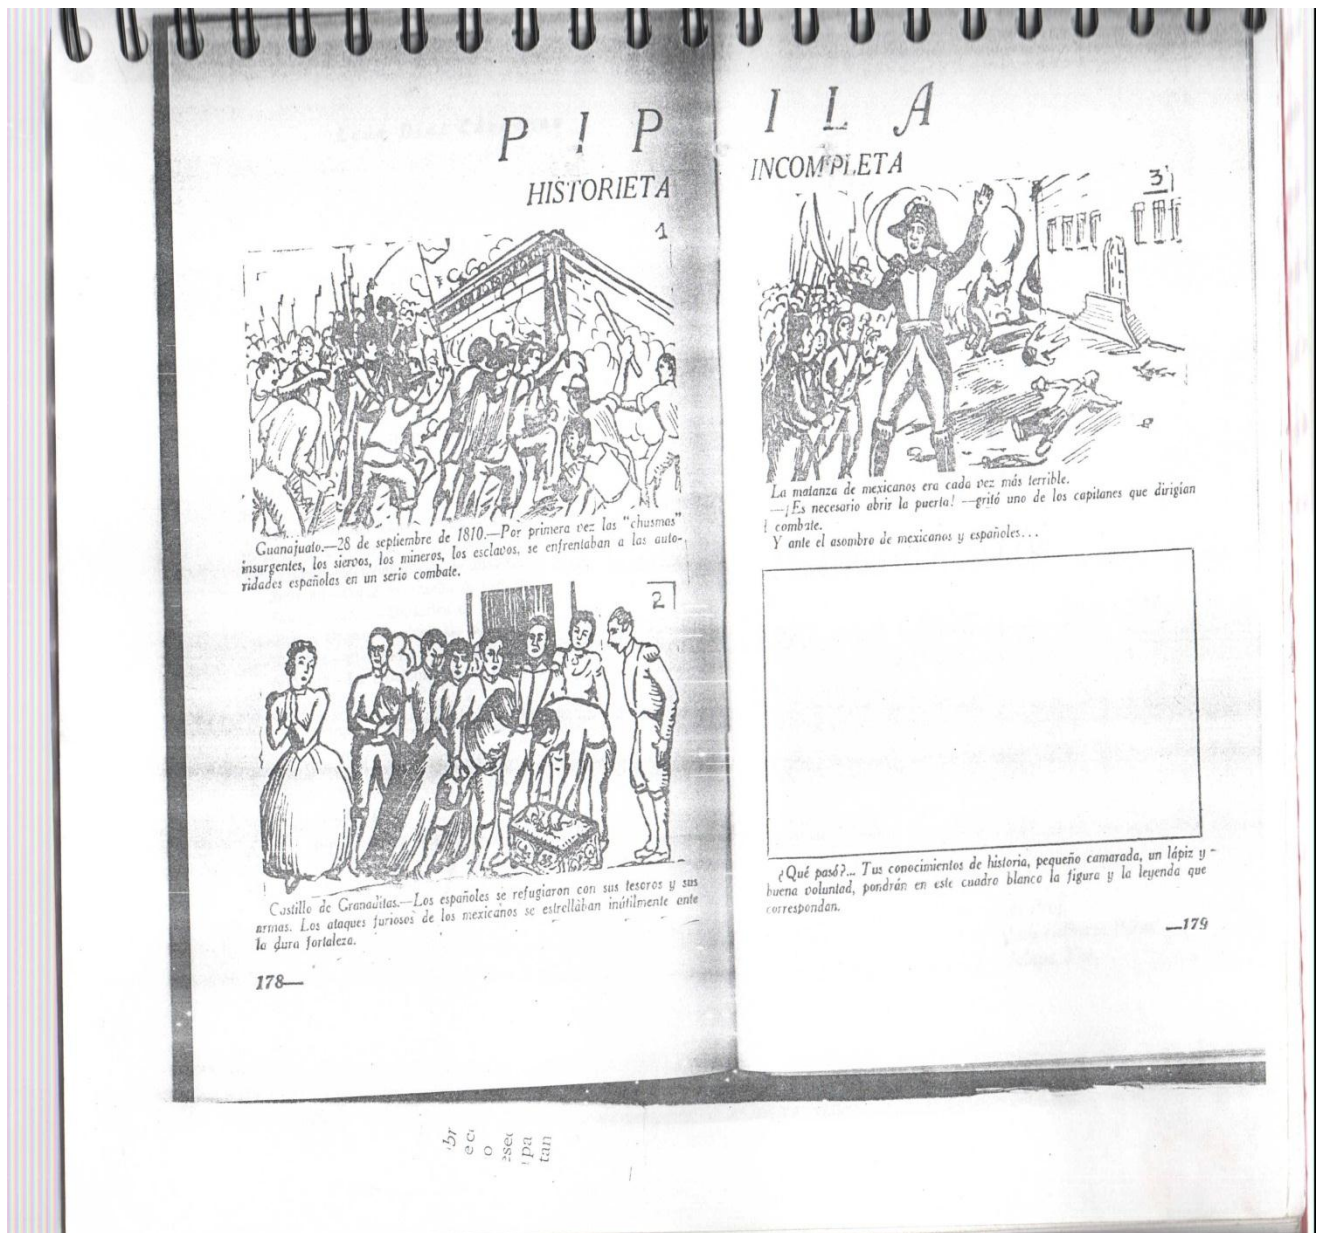 P I P I L A
HISTORIETA INCOMPLETA
1
Guanajuato.—28 de septiembre de 1810.—Por primera vez las "chusmas"
insurgentes, los siervos, los mineros, los esclavos, se enfrentaban a las auto-
ridades españolas en un serio combate.
2
Castillo de Granaditas.—Los españoles se refugiaron con sus tesoros y sus
armas. Los ataques furiosos de los mexicanos se estrellaban inútilmente ante
la dura fortaleza.
178—
3
La matanza de mexicanos era cada vez más terrible.
—¡Es necesario abrir la puerta! —gritó uno de los capitanes que dirigían
combate.
Y ante el asombro de mexicanos y españoles...
¿Qué pasó?... Tus conocimientos de historia, pequeño camarada, un lápiz y
buena voluntad, pondrán en este cuadro blanco la figura y la leyenda que
correspondan.
—179